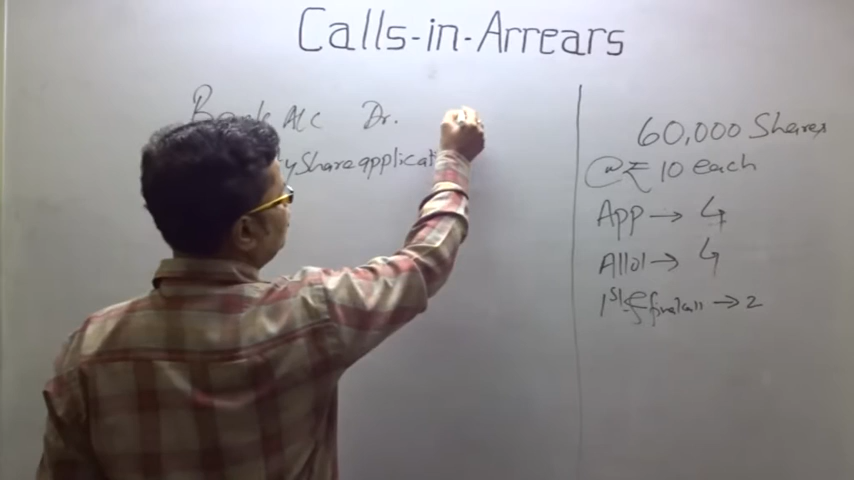 Calls-in-Arrears
Bank A/C Dr.
y Share applicat
60,000 Shares
@ ₹ 10 each
App → 4
Allot → 4
1st & final call → 2